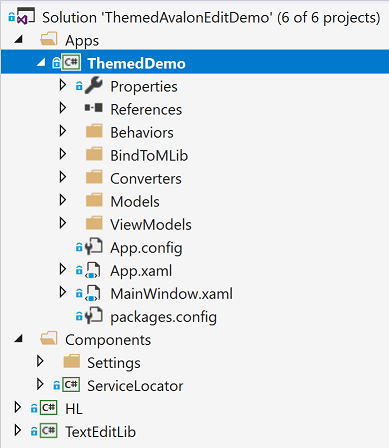 Solution 'ThemedAvalonEditDemo' (6 of 6 projects)
Apps
C# ThemedDemo
Properties
References
Behaviors
BindToMLib
Converters
Models
ViewModels
App.config
App.xaml
MainWindow.xaml
packages.config
Components
Settings
C# ServiceLocator
C# HL
C# TextEditLib